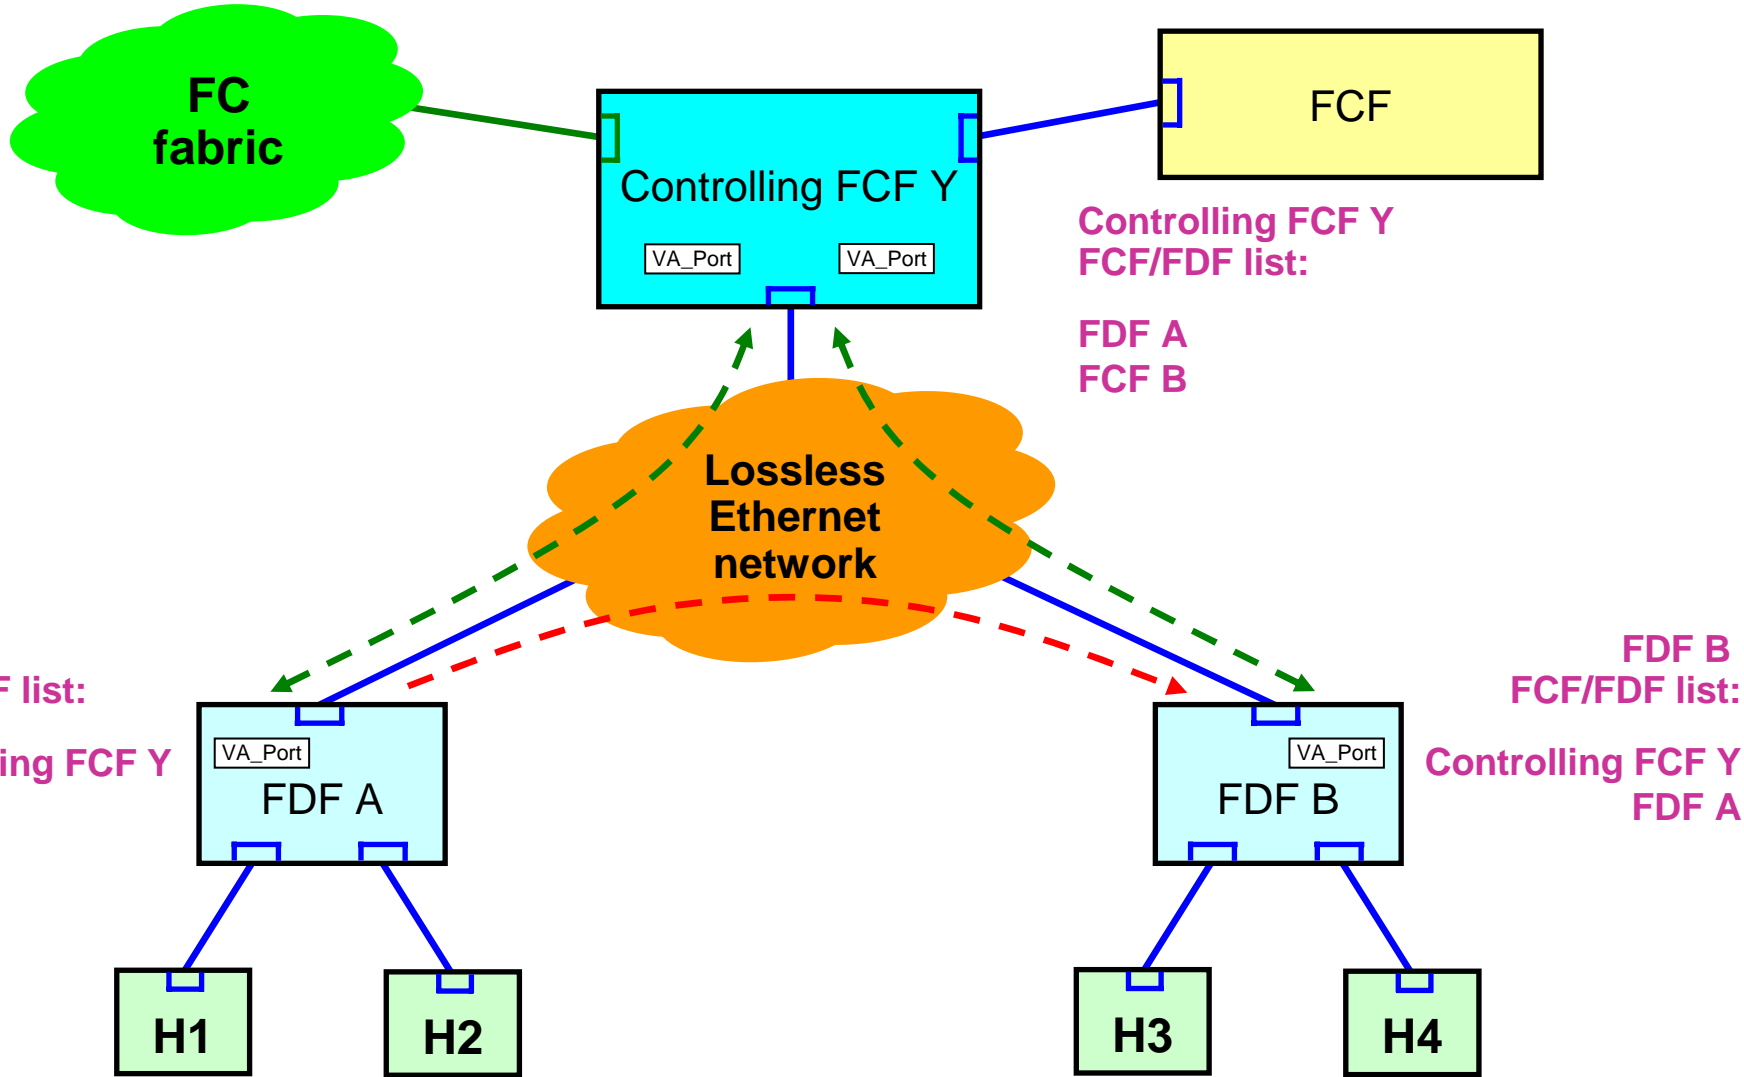 FC
fabric
FCF
Controlling FCF Y
VA_Port
VA_Port
Controlling FCF Y
FCF/FDF list:
FDF A
FCF B
Lossless
Ethernet
network
list:
FCF Y
VA_Port
FDF A
FDF B
FCF/FDF list:
Controlling FCF Y
FDF A
VA_Port
FDF B
H1
H2
H3
H4